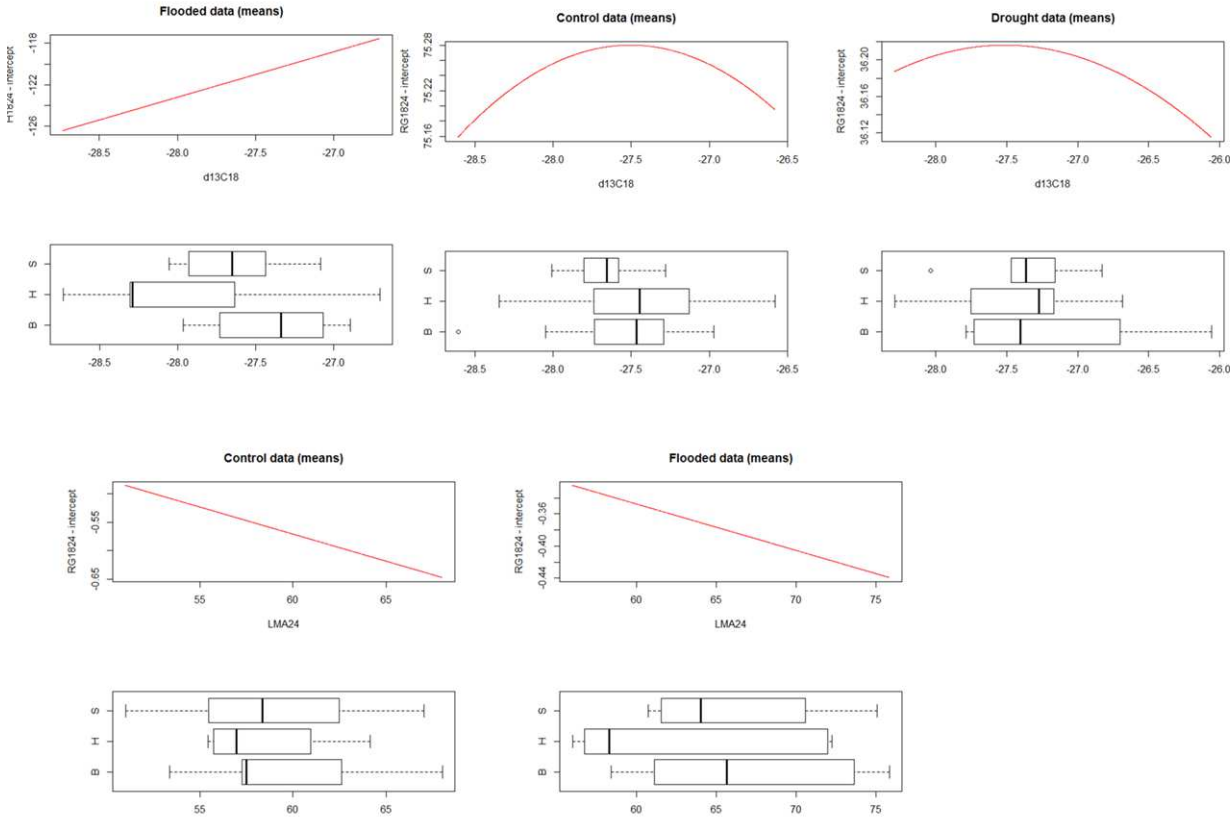 Flooded data (means)
H1824 - intercept
-118
-122
-126
-28.5 -28.0 -27.5 -27.0
d13C18
Control data (means)
RG1824 - intercept
75.28
75.22
75.16
-28.5 -28.0 -27.5 -27.0 -26.5
d13C18
Drought data (means)
RG1824 - intercept
36.20
36.16
36.12
-28.0 -27.5 -27.0 -26.5 -26.0
d13C18
S
H
B
-28.5 -28.0 -27.5 -27.0
S
H
B
-28.5 -28.0 -27.5 -27.0 -26.5
S
H
B
-28.0 -27.5 -27.0 -26.5 -26.0
Control data (means)
RG1824 - intercept
-0.55
-0.65
55 60 65
LMA24
Flooded data (means)
RG1824 - intercept
-0.36
-0.40
-0.44
60 65 70 75
LMA24
S
H
B
55 60 65
S
H
B
60 65 70 75